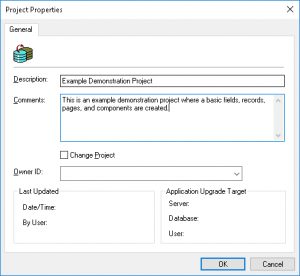 Project Properties
General
Description:
Example Demonstration Project
Comments:
This is an example demonstration project where a basic fields, records,
pages, and components are created.
Change Project
Owner ID:
Last Updated
Date/Time:
By User:
Application Upgrade Target
Server:
Database:
User:
OK
Cancel